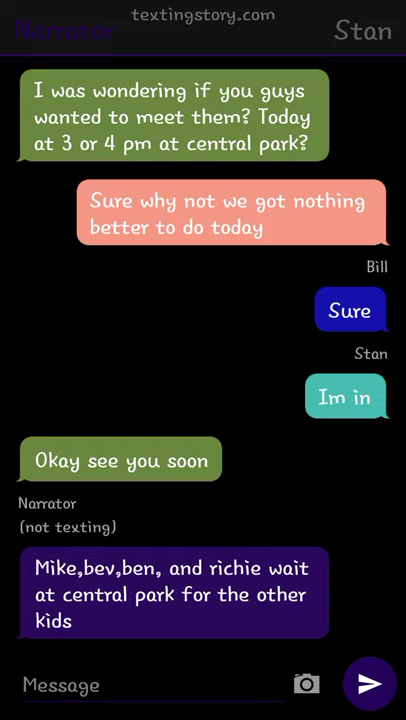 textingstory.com
Narrator
Stan
I was wondering if you guys
wanted to meet them? Today
at 3 or 4 pm at central park?
Sure why not we got nothing
better to do today
Bill
Sure
Stan
Im in
Okay see you soon
Narrator
(not texting)
Mike,bev,ben, and richie wait
at central park for the other
kids
Message